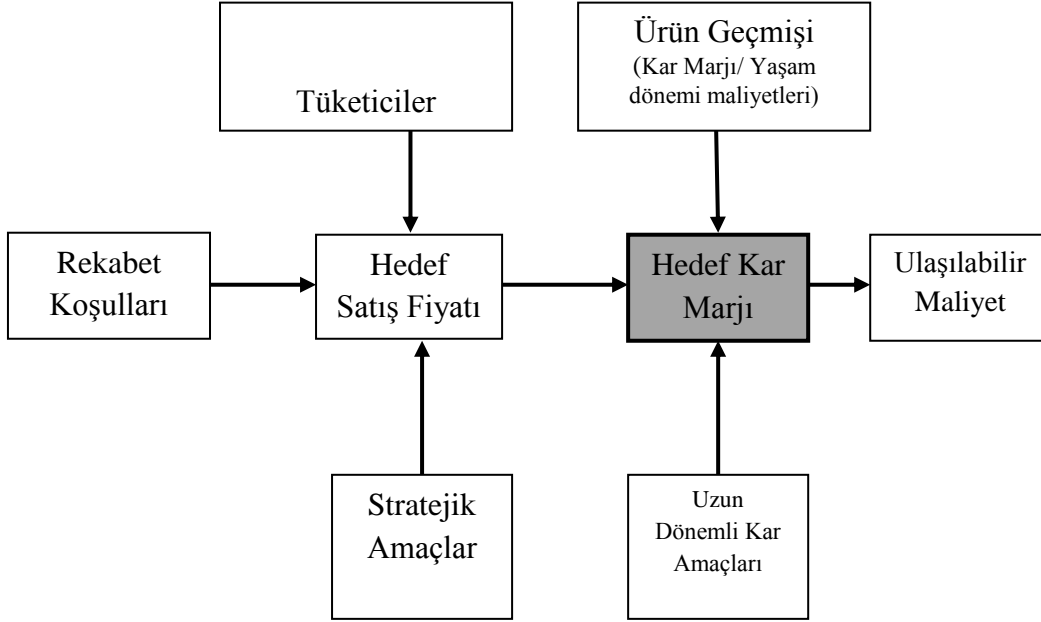 Tüketiciler
Ürün Geçmişi
(Kar Marjı/ Yaşam
dönemi maliyetleri)
Rekabet
Koşulları
Hedef
Satış Fiyatı
Hedef Kar
Marjı
Ulaşılabilir
Maliyet
Stratejik
Amaçlar
Uzun
Dönemli Kar
Amaçları